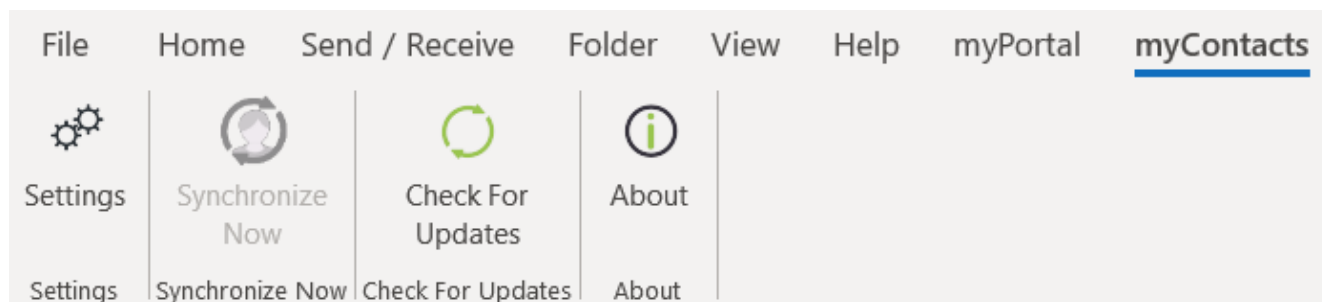 File Home Send / Receive Folder View Help myPortal myContacts
Settings Synchronize Check For About
Now Updates
Settings Synchronize Now Check For Updates About